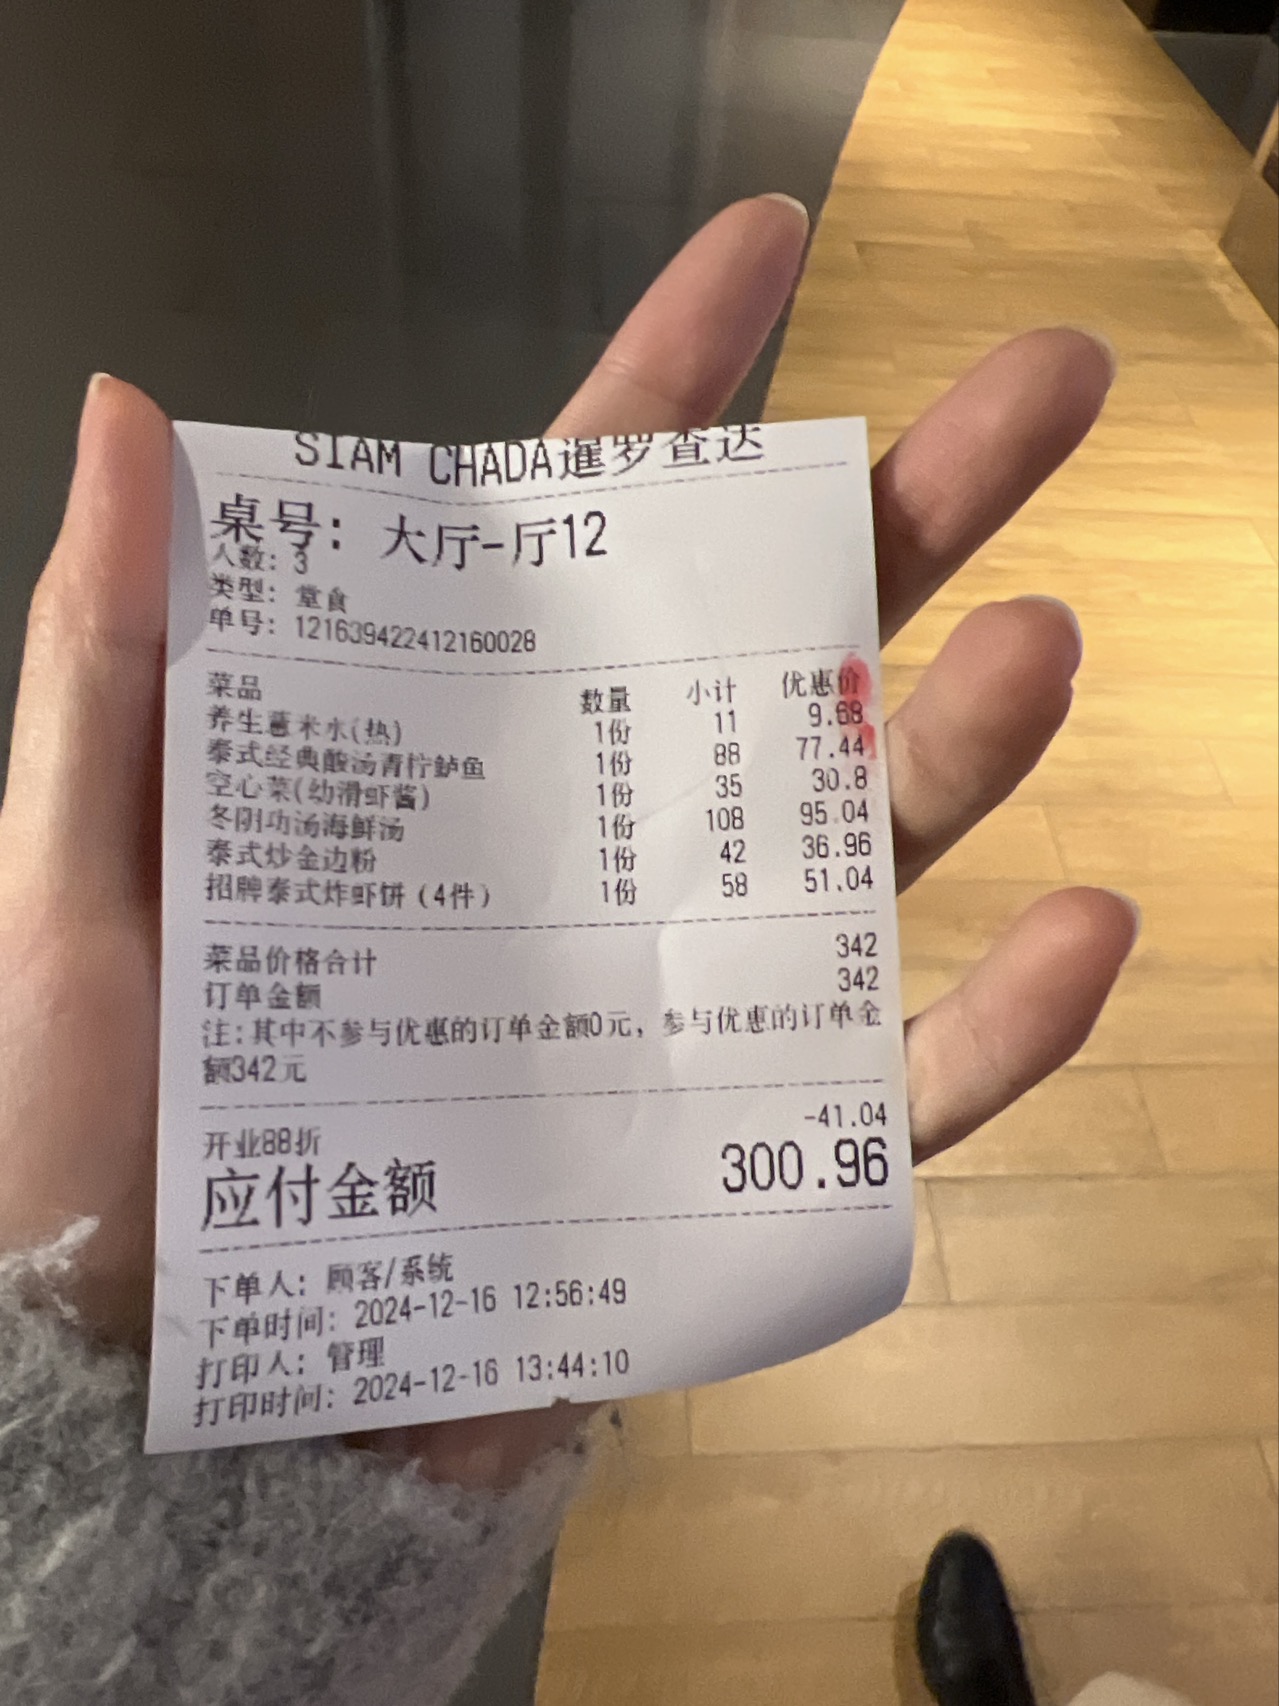 SIAM CHADA暹罗查达
桌号: 大厅-厅12
人数: 3
类型: 堂食
单号: 121639422412160028
菜品 数量 小计 优惠价
养生薏米水(热) 1份 11 9.68
泰式经典酸汤青柠鲈鱼 1份 88 77.44
空心菜(幼滑虾酱) 1份 35 30.8
冬阴功汤海鲜汤 1份 108 95.04
泰式炒金边粉 1份 42 36.96
招牌泰式炸虾饼 (4件) 1份 58 51.04
菜品价格合计 342
订单金额 342
注:其中不参与优惠的订单金额0元, 参与优惠的订单金
额342元
开业88折 -41.04
应付金额 300.96
下单人: 顾客/系统
下单时间: 2024-12-16 12:56:49
打印人: 管理
打印时间: 2024-12-16 13:44:10